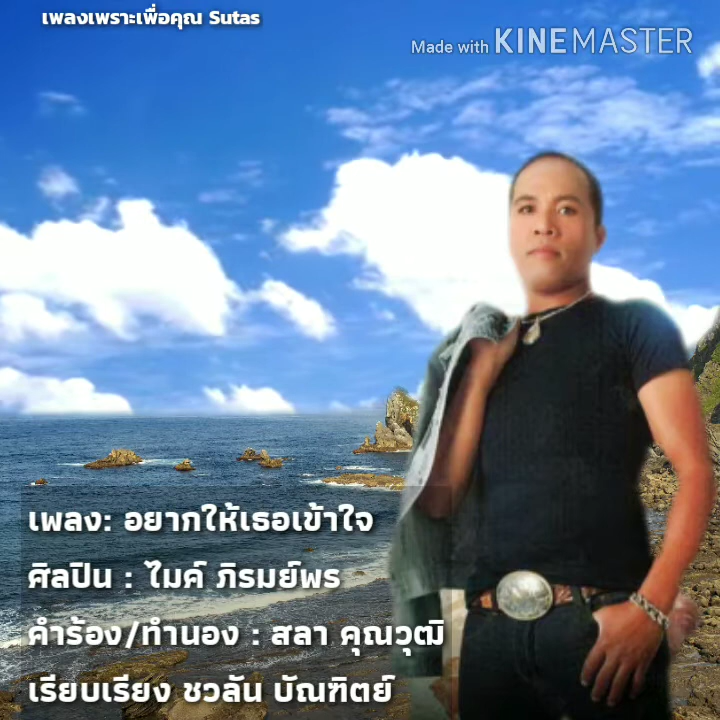 เพลงเพราะเพื่อคุณ Sutas
Made with KINEMASTER
เพลง: อยากให้เธอเข้าใจ
ศิลปิน : ไมค์ ภิรมย์พร
คำร้อง/ทำนอง : สลา คุณวุฒิ
เรียบเรียง ชวลัน บัณฑิตย์